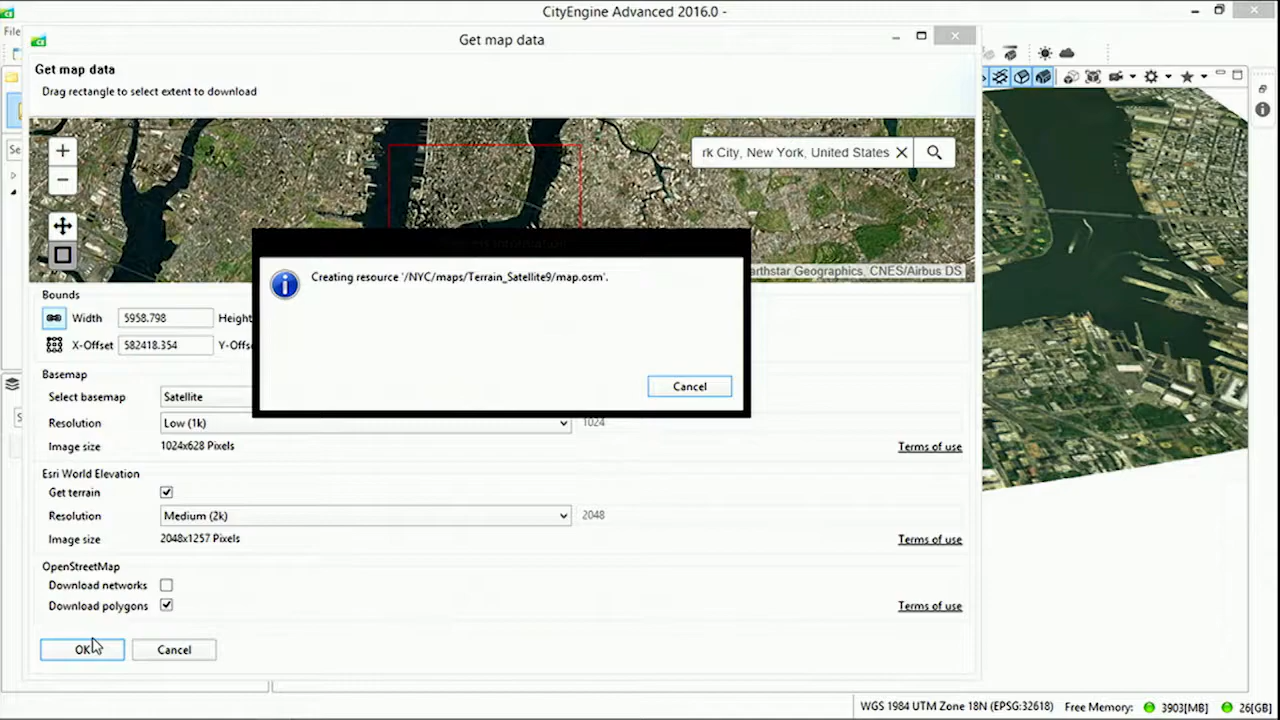 CityEngine Advanced 2016.0 -
File
Get map data
Get map data
Drag rectangle to select extent to download
rk City, New York, United States
Se
arthstar Geographics, CNES/Airbus DS
Creating resource '/NYC/maps/Terrain_Satellite9/map.osm'.
Cancel
Bounds
Width 5958.798 Height
X-Offset 582418.354 Y-Offs
Basemap
Select basemap Satellite
Resolution Low (1k) 1024
Image size 1024x628 Pixels Terms of use
Esri World Elevation
Get terrain
Resolution Medium (2k) 2048
Image size 2048x1257 Pixels Terms of use
OpenStreetMap
Download networks
Download polygons Terms of use
OK Cancel
WGS 1984 UTM Zone 18N (EPSG:32618) Free Memory: 3903[MB] 26[GB]